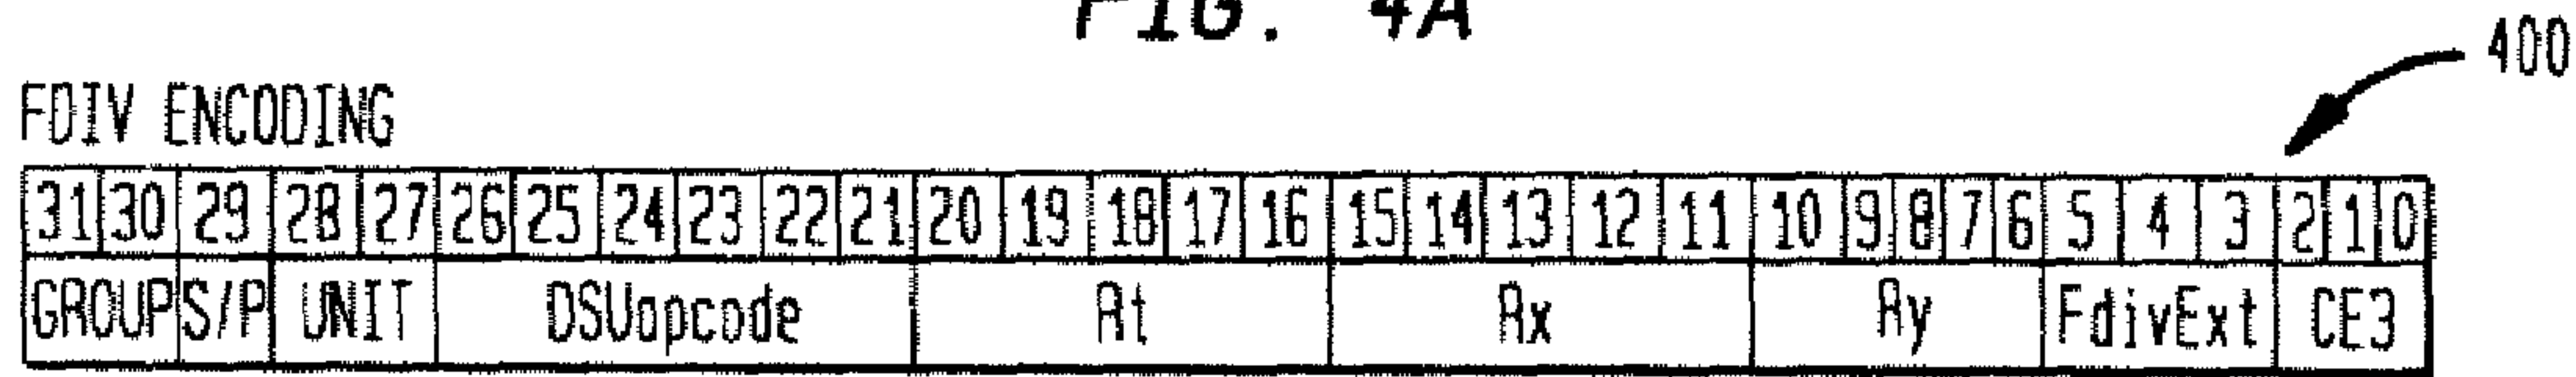 FIG. 4A
400
FDIV ENCODING
31 30 29 28 27 26 25 24 23 22 21 20 19 18 17 16 15 14 13 12 11 10 9 8 7 6 5 4 3 2 1 0
GROUP S/P UNIT DSUopcode Rt Rx Ry FdivExt CE3